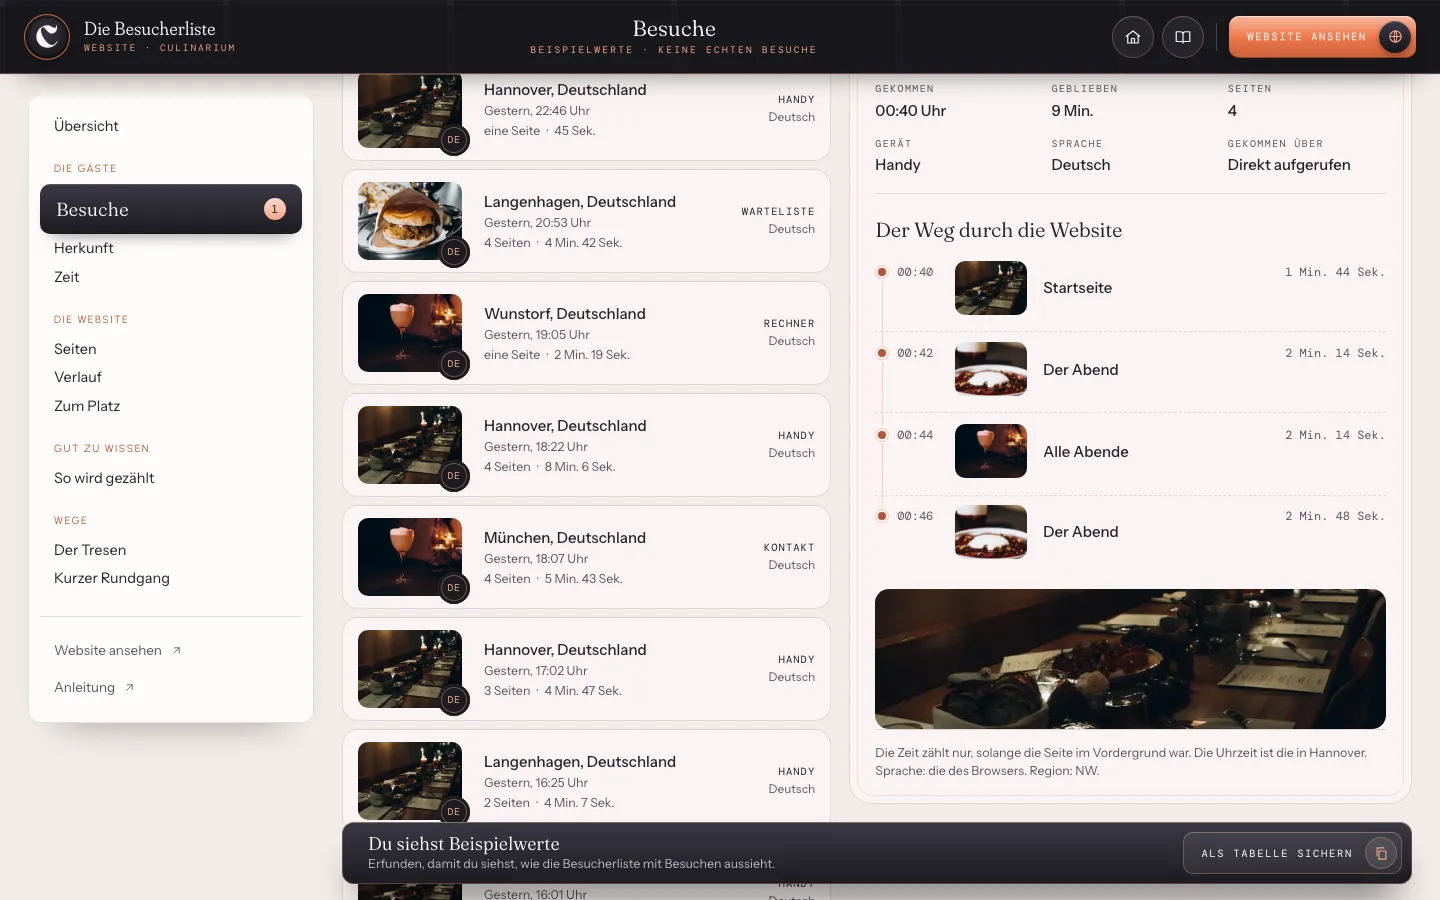 Die Besucherliste
WEBSITE · CULINARIUM
Besuche
BEISPIELWERTE · KEINE ECHTEN BESUCHE
WEBSITE ANSEHEN
Übersicht
DIE GÄSTE
Besuche
1
Herkunft
Zeit
DIE WEBSITE
Seiten
Verlauf
Zum Platz
GUT ZU WISSEN
So wird gezählt
WEGE
Der Tresen
Kurzer Rundgang
Website ansehen
Anleitung
Hannover, Deutschland
Gestern, 22:46 Uhr
eine Seite · 45 Sek.
HANDY
Deutsch
DE
Langenhagen, Deutschland
Gestern, 20:53 Uhr
4 Seiten · 4 Min. 42 Sek.
WARTELISTE
Deutsch
DE
Wunstorf, Deutschland
Gestern, 19:05 Uhr
eine Seite · 2 Min. 19 Sek.
RECHNER
Deutsch
DE
Hannover, Deutschland
Gestern, 18:22 Uhr
4 Seiten · 8 Min. 6 Sek.
HANDY
Deutsch
DE
München, Deutschland
Gestern, 18:07 Uhr
4 Seiten · 5 Min. 43 Sek.
KONTAKT
Deutsch
DE
Hannover, Deutschland
Gestern, 17:02 Uhr
3 Seiten · 4 Min. 47 Sek.
HANDY
Deutsch
DE
Langenhagen, Deutschland
Gestern, 16:25 Uhr
2 Seiten · 4 Min. 7 Sek.
HANDY
Deutsch
DE
Gestern, 16:01 Uhr
HANDY
Deutsch
GEKOMMEN
00:40 Uhr
GEBLIEBEN
9 Min.
SEITEN
4
GERÄT
Handy
SPRACHE
Deutsch
GEKOMMEN ÜBER
Direkt aufgerufen
Der Weg durch die Website
00:40
Startseite
1 Min. 44 Sek.
00:42
Der Abend
2 Min. 14 Sek.
00:44
Alle Abende
2 Min. 14 Sek.
00:46
Der Abend
2 Min. 48 Sek.
Die Zeit zählt nur, solange die Seite im Vordergrund war. Die Uhrzeit ist die in Hannover.
Sprache: die des Browsers. Region: NW.
Du siehst Beispielwerte
Erfunden, damit du siehst, wie die Besucherliste mit Besuchen aussieht.
ALS TABELLE SICHERN